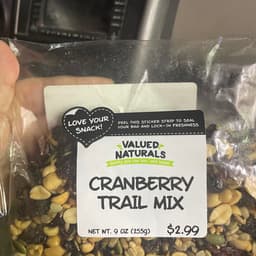 LOVE YOUR
SNACK!
PEEL THIS STICKER STRIP TO SEAL
YOUR BAG AND LOCK-IN FRESHNESS
VALUED
NATURALS
CRANBERRY
TRAIL MIX
NET WT. 9 OZ (255g)
$2.99